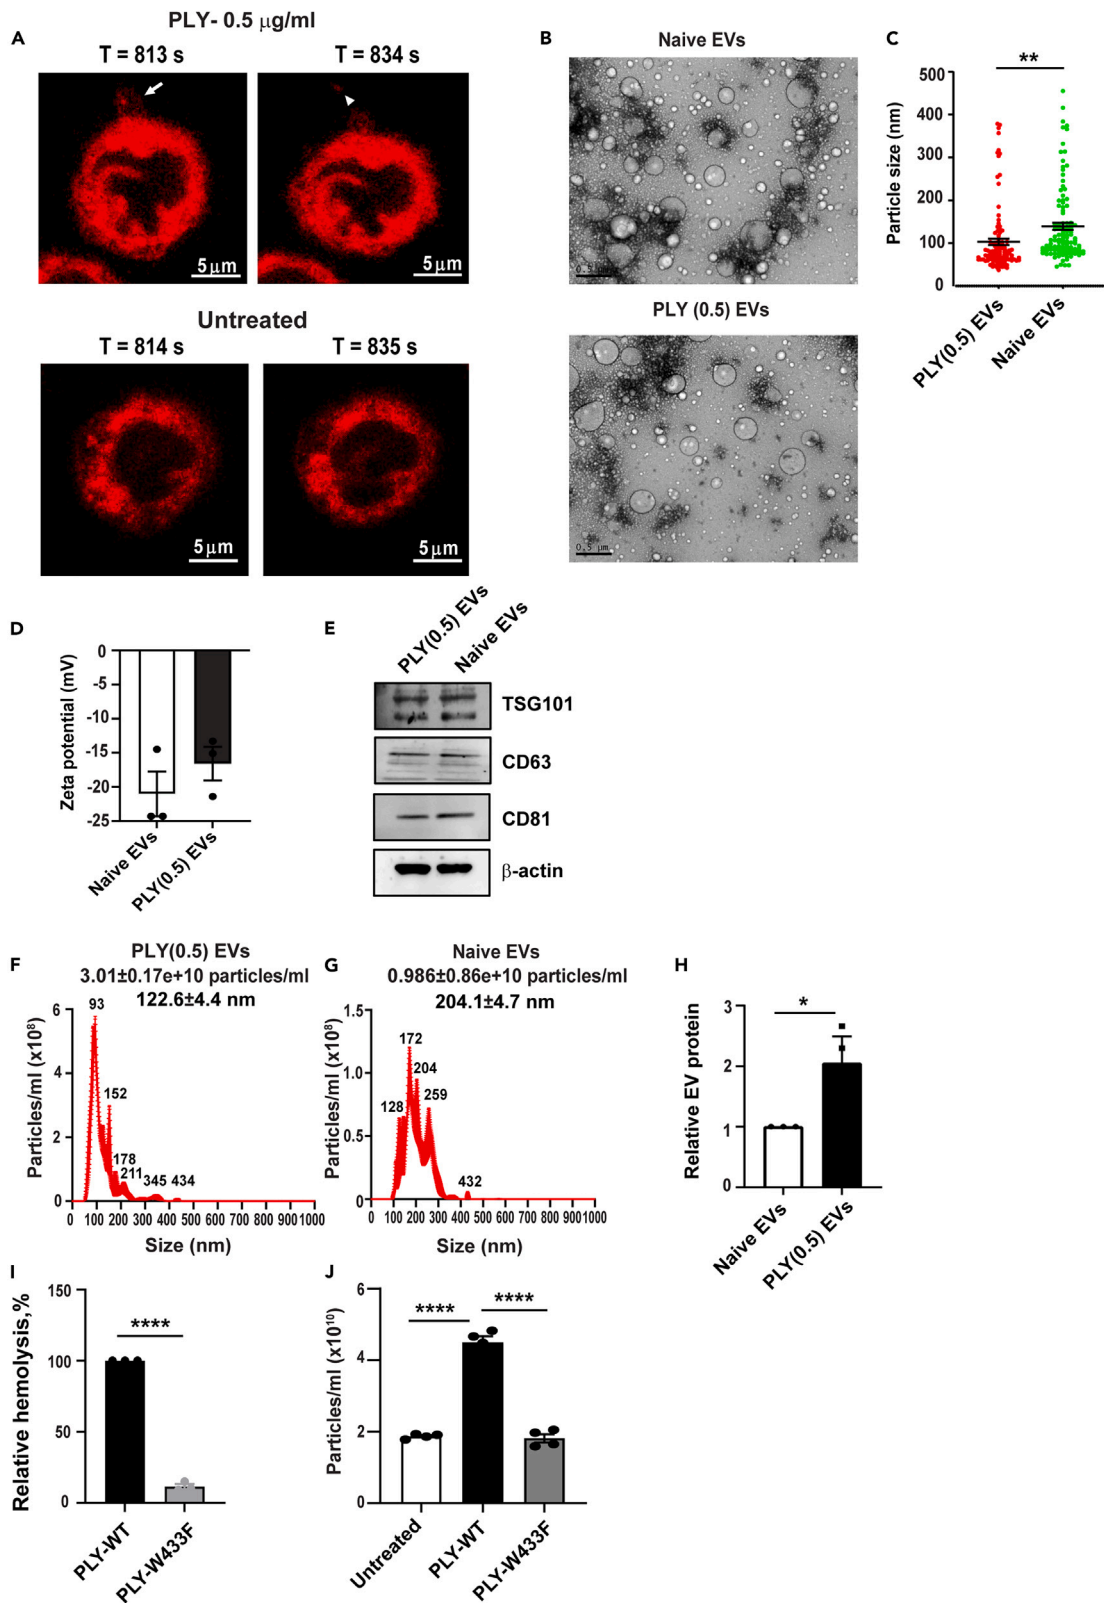 A
PLY- 0.5 μg/ml
T = 813 s
T = 834 s
5μm
5μm
Untreated
T = 814 s
T = 835 s
5μm
5μm
B
Naive EVs
0.5 μm
PLY (0.5) EVs
0.5 μm
C
**
Particle size (nm)
500
400
300
200
100
0
PLY(0.5) EVs
Naive EVs
D
Zeta potential (mV)
0
-5
-10
-15
-20
-25
Naive EVs
PLY(0.5) EVs
E
PLY(0.5) EVs
Naive EVs
TSG101
CD63
CD81
β-actin
F
PLY(0.5) EVs
3.01±0.17e+10 particles/ml
122.6±4.4 nm
Particles/ml (x10⁸)
6
4
2
0
93
152
178
211
345
434
0 100 200 300 400 500 600 700 800 900 1000
Size (nm)
G
Naive EVs
0.986±0.86e+10 particles/ml
204.1±4.7 nm
Particles/ml (x10⁸)
1.5
1.0
0.5
0
128
172
204
259
432
0 100 200 300 400 500 600 700 800 900 1000
Size (nm)
H
*
Relative EV protein
3
2
1
0
Naive EVs
PLY(0.5) EVs
I
****
Relative hemolysis,%
150
100
50
0
PLY-WT
PLY-W433F
J
****
****
Particles/ml (x10¹⁰)
6
4
2
0
Untreated
PLY-WT
PLY-W433F